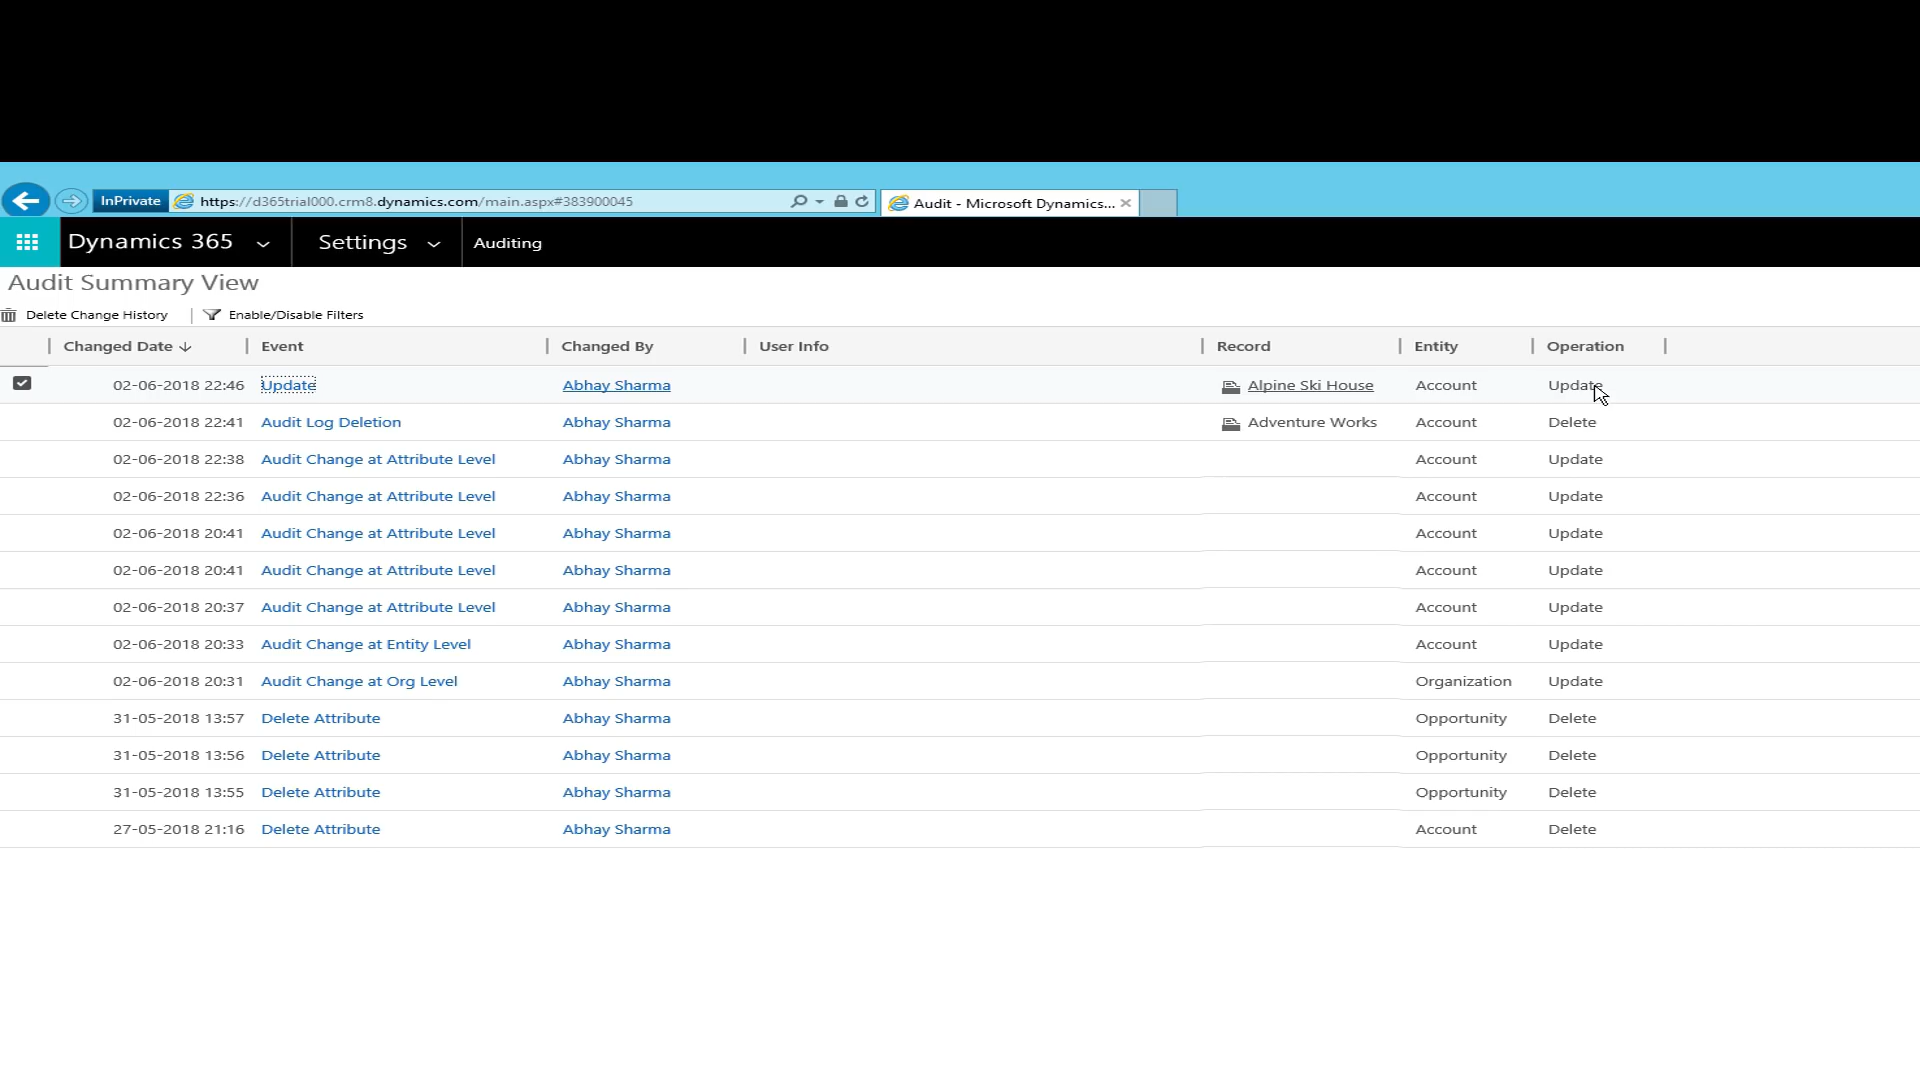 InPrivate https://d365trial000.crm8.dynamics.com/main.aspx#383900045 Audit - Microsoft Dynamics...
Dynamics 365 Settings Auditing
Audit Summary View
Delete Change History Enable/Disable Filters
Changed Date Event Changed By User Info Record Entity Operation
02-06-2018 22:46 Update Abhay Sharma Alpine Ski House Account Update
02-06-2018 22:41 Audit Log Deletion Abhay Sharma Adventure Works Account Delete
02-06-2018 22:38 Audit Change at Attribute Level Abhay Sharma Account Update
02-06-2018 22:36 Audit Change at Attribute Level Abhay Sharma Account Update
02-06-2018 20:41 Audit Change at Attribute Level Abhay Sharma Account Update
02-06-2018 20:41 Audit Change at Attribute Level Abhay Sharma Account Update
02-06-2018 20:37 Audit Change at Attribute Level Abhay Sharma Account Update
02-06-2018 20:33 Audit Change at Entity Level Abhay Sharma Account Update
02-06-2018 20:31 Audit Change at Org Level Abhay Sharma Organization Update
31-05-2018 13:57 Delete Attribute Abhay Sharma Opportunity Delete
31-05-2018 13:56 Delete Attribute Abhay Sharma Opportunity Delete
31-05-2018 13:55 Delete Attribute Abhay Sharma Opportunity Delete
27-05-2018 21:16 Delete Attribute Abhay Sharma Account Delete